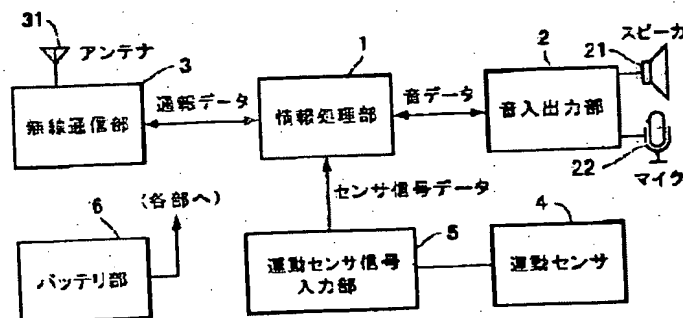 31
アンテナ
3
無線通信部
通報データ
1
情報処理部
音データ
2
音入出力部
21
スピーカ
22
マイク
センサ信号データ
6
(各部へ)
バッテリ部
5
運動センサ信号
入力部
4
運動センサ